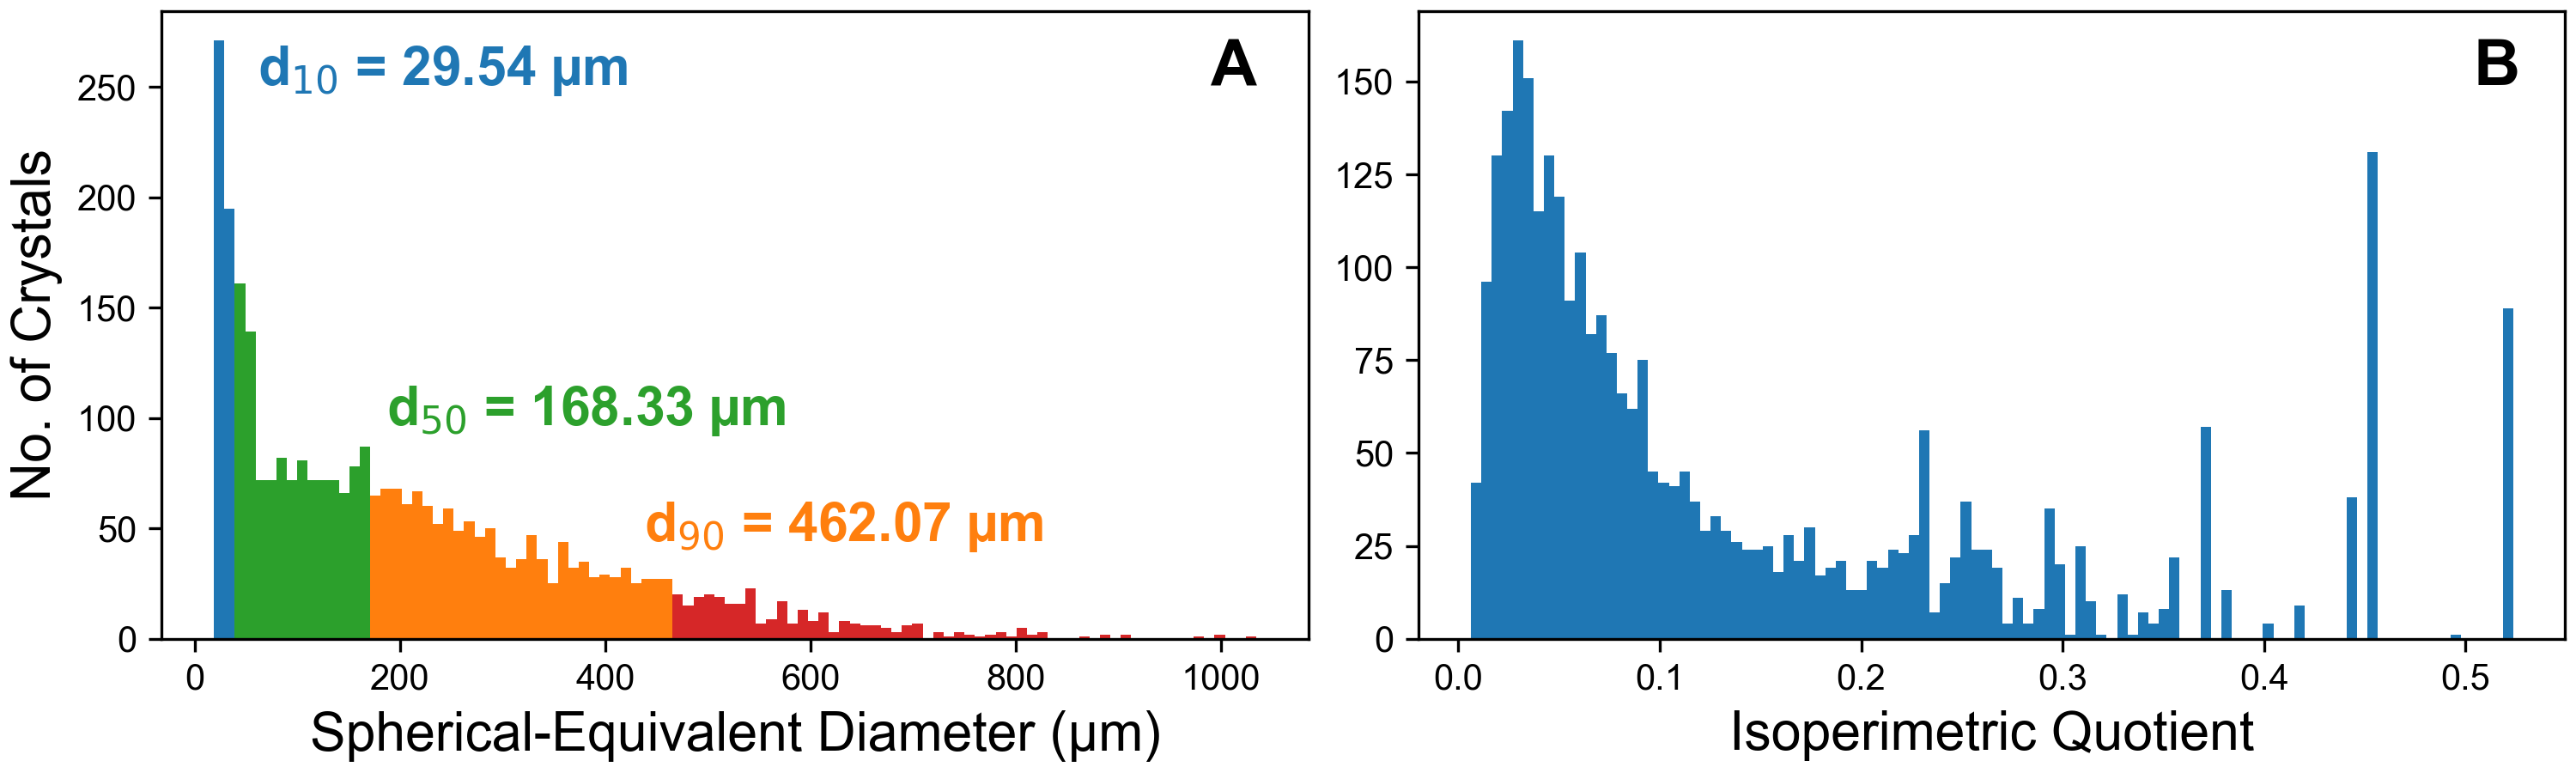 A
d10 = 29.54 µm
d50 = 168.33 µm
d90 = 462.07 µm
No. of Crystals
250
200
150
100
50
0
0 200 400 600 800 1000
Spherical-Equivalent Diameter (µm)
B
150
125
100
75
50
25
0
0.0 0.1 0.2 0.3 0.4 0.5
Isoperimetric Quotient